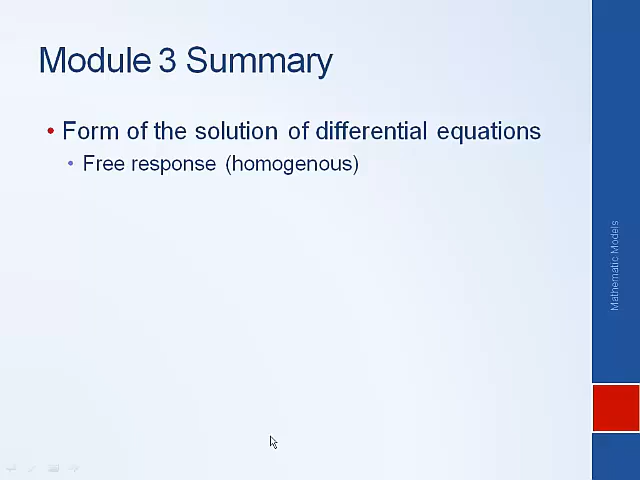 Module 3 Summary
• Form of the solution of differential equations
• Free response (homogenous)
Mathematic Models